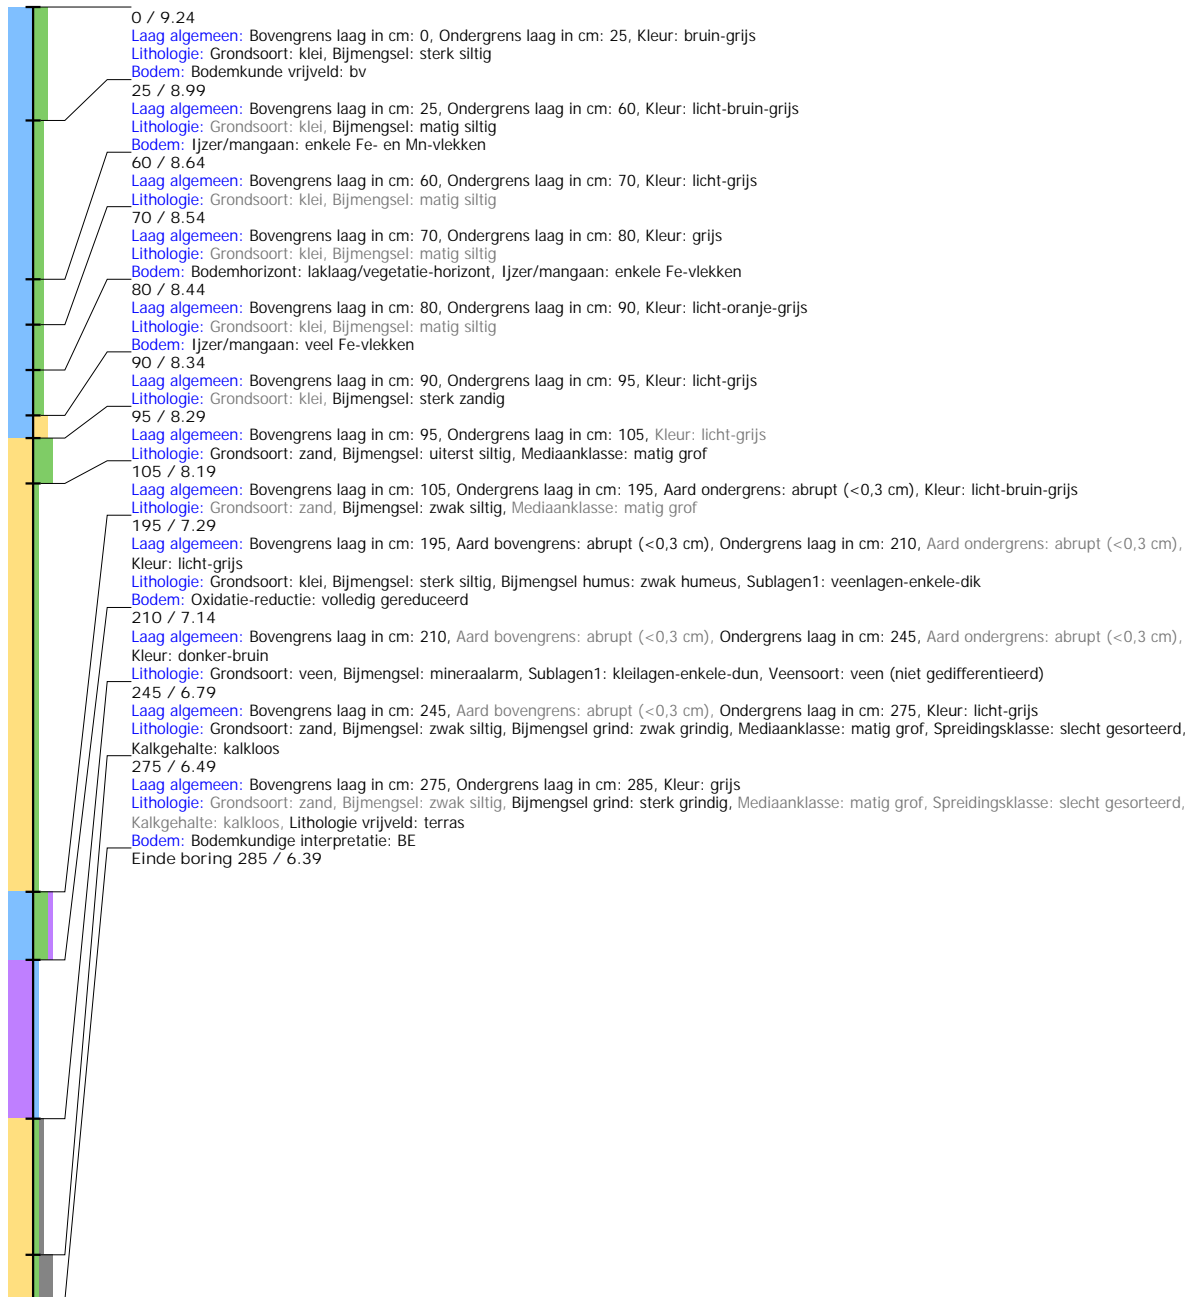 0 / 9.24
Laag algemeen: Bovengrens laag in cm: 0, Ondergrens laag in cm: 25, Kleur: bruin-grijs
Lithologie: Grondsoort: klei, Bijmengsel: sterk siltig
Bodem: Bodemkunde vrijveld: bv
25 / 8.99
Laag algemeen: Bovengrens laag in cm: 25, Ondergrens laag in cm: 60, Kleur: licht-bruin-grijs
Lithologie: Grondsoort: klei, Bijmengsel: matig siltig
Bodem: Ijzer/mangaan: enkele Fe- en Mn-vlekken
60 / 8.64
Laag algemeen: Bovengrens laag in cm: 60, Ondergrens laag in cm: 70, Kleur: licht-grijs
Lithologie: Grondsoort: klei, Bijmengsel: matig siltig
70 / 8.54
Laag algemeen: Bovengrens laag in cm: 70, Ondergrens laag in cm: 80, Kleur: grijs
Lithologie: Grondsoort: klei, Bijmengsel: matig siltig
Bodem: Bodemhorizont: laklaag/vegetatie-horizont, Ijzer/mangaan: enkele Fe-vlekken
80 / 8.44
Laag algemeen: Bovengrens laag in cm: 80, Ondergrens laag in cm: 90, Kleur: licht-oranje-grijs
Lithologie: Grondsoort: klei, Bijmengsel: matig siltig
Bodem: Ijzer/mangaan: veel Fe-vlekken
90 / 8.34
Laag algemeen: Bovengrens laag in cm: 90, Ondergrens laag in cm: 95, Kleur: licht-grijs
Lithologie: Grondsoort: klei, Bijmengsel: sterk zandig
95 / 8.29
Laag algemeen: Bovengrens laag in cm: 95, Ondergrens laag in cm: 105, Kleur: licht-grijs
Lithologie: Grondsoort: zand, Bijmengsel: uiterst siltig, Mediaanklasse: matig grof
105 / 8.19
Laag algemeen: Bovengrens laag in cm: 105, Ondergrens laag in cm: 195, Aard ondergrens: abrupt (<0,3 cm), Kleur: licht-bruin-grijs
Lithologie: Grondsoort: zand, Bijmengsel: zwak siltig, Mediaanklasse: matig grof
195 / 7.29
Laag algemeen: Bovengrens laag in cm: 195, Aard bovengrens: abrupt (<0,3 cm), Ondergrens laag in cm: 210, Aard ondergrens: abrupt (<0,3 cm),
Kleur: licht-grijs
Lithologie: Grondsoort: klei, Bijmengsel: sterk siltig, Bijmengsel humus: zwak humeus, Sublagen1: veenlagen-enkele-dik
Bodem: Oxidatie-reductie: volledig gereduceerd
210 / 7.14
Laag algemeen: Bovengrens laag in cm: 210, Aard bovengrens: abrupt (<0,3 cm), Ondergrens laag in cm: 245, Aard ondergrens: abrupt (<0,3 cm),
Kleur: donker-bruin
Lithologie: Grondsoort: veen, Bijmengsel: mineraalarm, Sublagen1: kleilagen-enkele-dun, Veensoort: veen (niet gedifferentieerd)
245 / 6.79
Laag algemeen: Bovengrens laag in cm: 245, Aard bovengrens: abrupt (<0,3 cm), Ondergrens laag in cm: 275, Kleur: licht-grijs
Lithologie: Grondsoort: zand, Bijmengsel: zwak siltig, Bijmengsel grind: zwak grindig, Mediaanklasse: matig grof, Spreidingsklasse: slecht gesorteerd,
Kalkgehalte: kalkloos
275 / 6.49
Laag algemeen: Bovengrens laag in cm: 275, Ondergrens laag in cm: 285, Kleur: grijs
Lithologie: Grondsoort: zand, Bijmengsel: zwak siltig, Bijmengsel grind: sterk grindig, Mediaanklasse: matig grof, Spreidingsklasse: slecht gesorteerd,
Kalkgehalte: kalkloos, Lithologie vrijveld: terras
Bodem: Bodemkundige interpretatie: BE
Einde boring 285 / 6.39